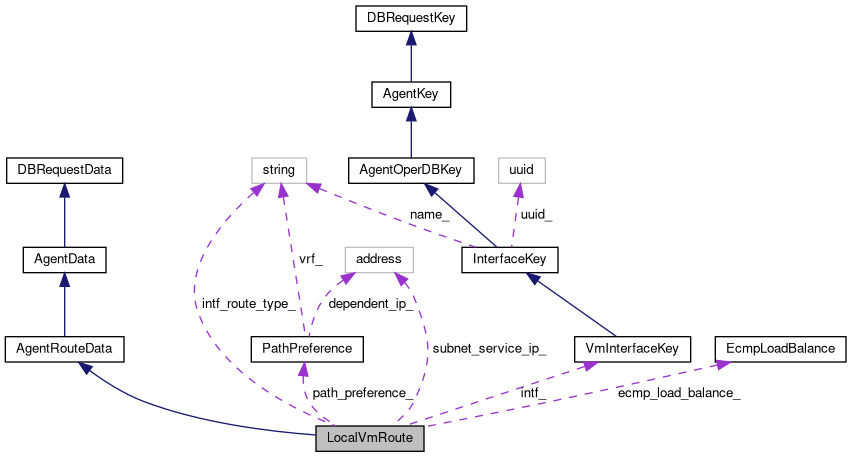 DBRequestKey
AgentKey
DBRequestData
string
AgentOperDBKey
uuid
name_
uuid_
AgentData
vrf_
address
InterfaceKey
intf_route_type_
dependent_ip_
AgentRouteData
PathPreference
subnet_service_ip_
VmInterfaceKey
EcmpLoadBalance
path_preference_
intf_
ecmp_load_balance_
LocalVmRoute